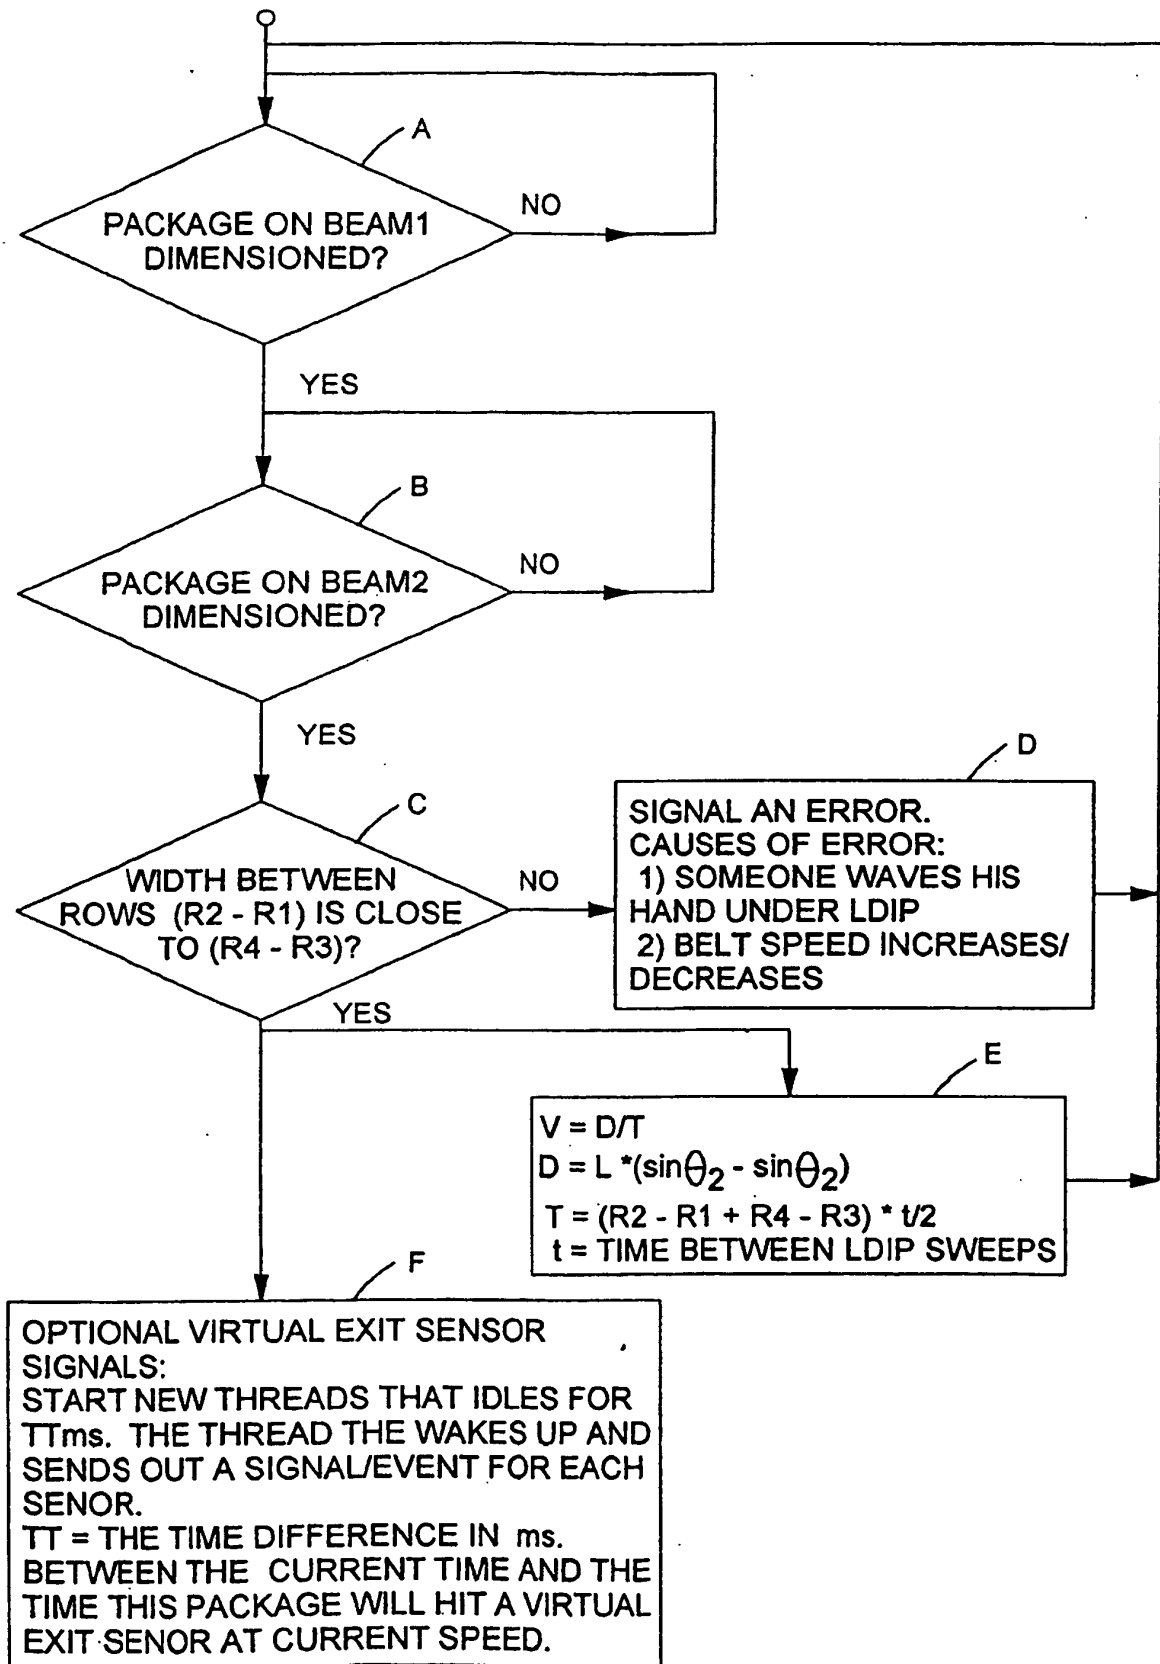 A
PACKAGE ON BEAM1
DIMENSIONED?
NO
YES
B
PACKAGE ON BEAM2
DIMENSIONED?
NO
YES
C
WIDTH BETWEEN
ROWS (R2 - R1) IS CLOSE
TO (R4 - R3)?
NO
YES
D
SIGNAL AN ERROR.
CAUSES OF ERROR:
1) SOMEONE WAVES HIS
HAND UNDER LDIP
2) BELT SPEED INCREASES/
DECREASES
E
V = D/T
D = L *(sinθ2 - sinθ2)
T = (R2 - R1 + R4 - R3) * t/2
t = TIME BETWEEN LDIP SWEEPS
F
OPTIONAL VIRTUAL EXIT SENSOR
SIGNALS:
START NEW THREADS THAT IDLES FOR
TTms. THE THREAD THE WAKES UP AND
SENDS OUT A SIGNAL/EVENT FOR EACH
SENOR.
TT = THE TIME DIFFERENCE IN ms.
BETWEEN THE CURRENT TIME AND THE
TIME THIS PACKAGE WILL HIT A VIRTUAL
EXIT SENOR AT CURRENT SPEED.